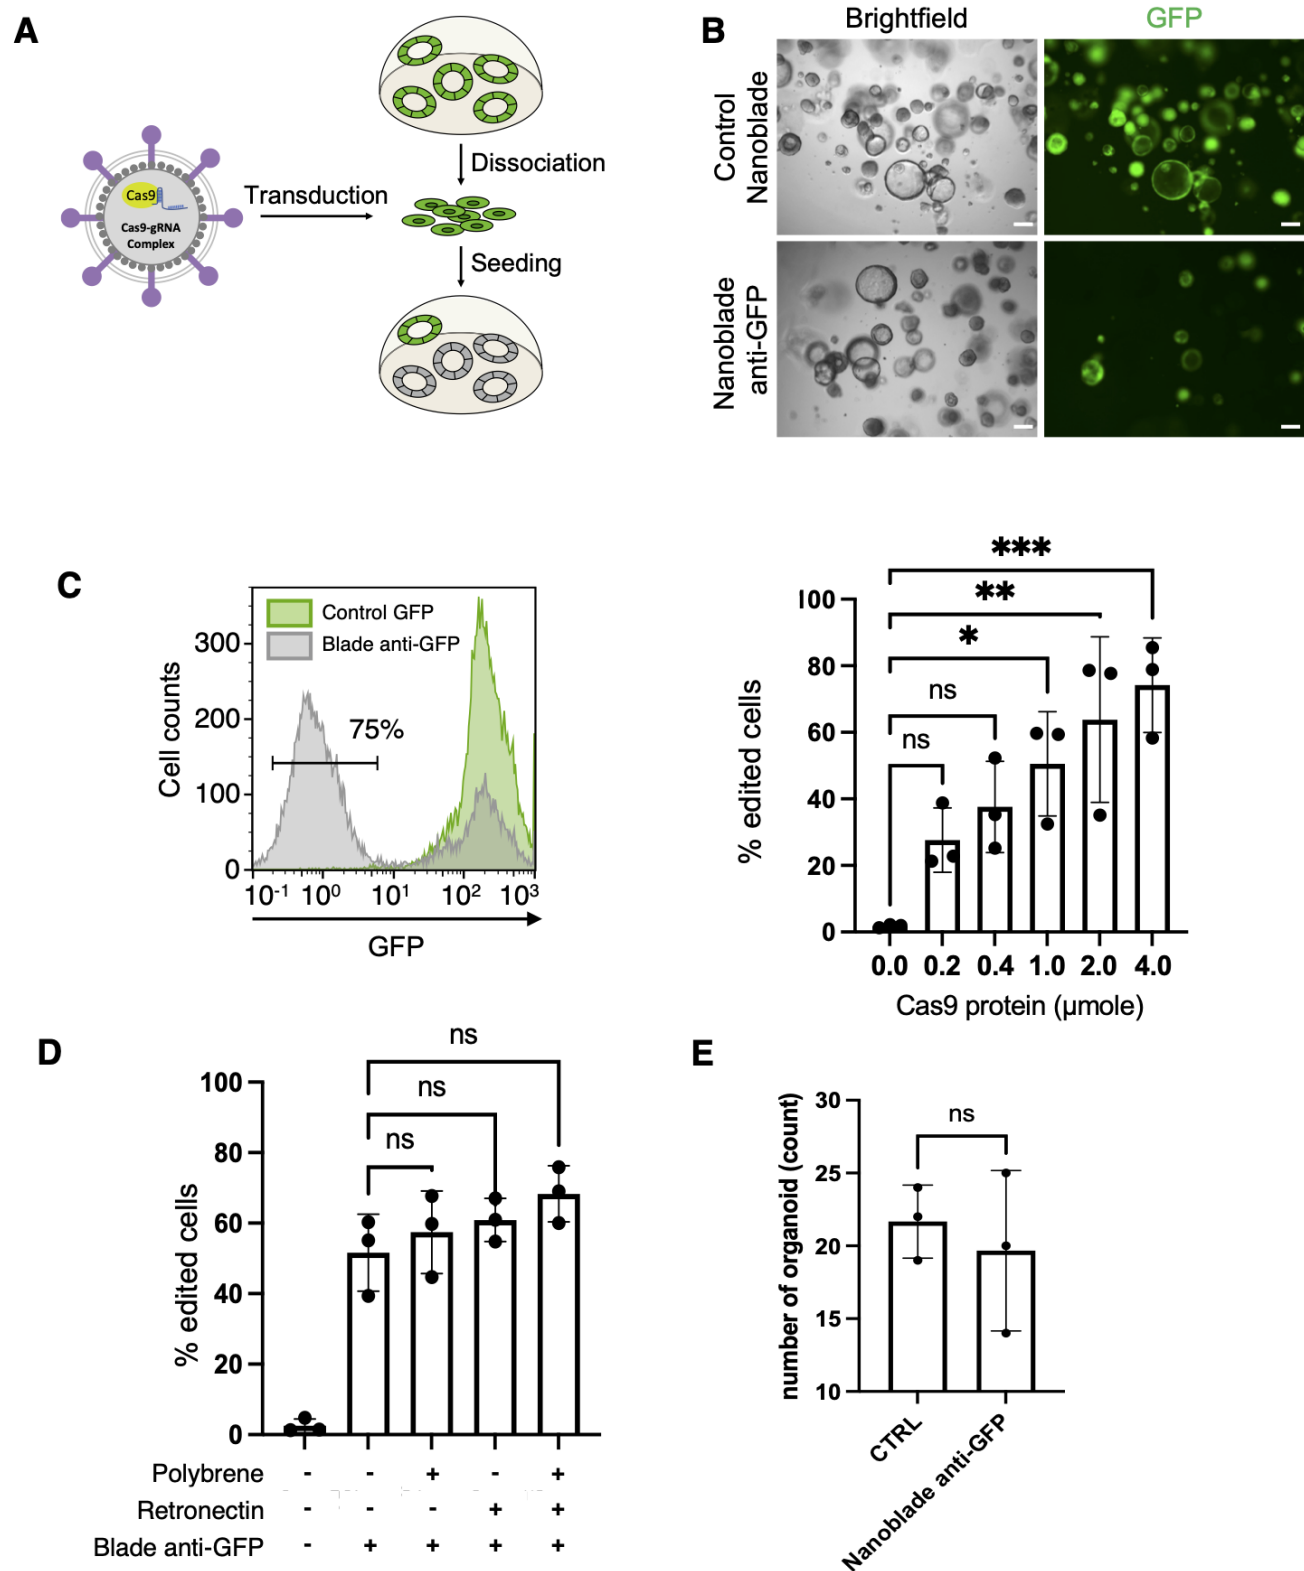 A
Cas9
Cas9-gRNA
Complex
Transduction
Dissociation
Seeding
B
Brightfield
GFP
Control
Nanoblade
Nanoblade
anti-GFP
C
Control GFP
Blade anti-GFP
75%
Cell counts
300
200
100
0
10-1 100 101 102 103
GFP
***
**
*
ns
ns
% edited cells
100
80
60
40
20
0
0.0 0.2 0.4 1.0 2.0 4.0
Cas9 protein (µmole)
D
ns
ns
ns
% edited cells
100
80
60
40
20
0
Polybrene - - + - +
Retronectin - - - + +
Blade anti-GFP - + + + +
E
ns
number of organoid (count)
30
25
20
15
10
CTRL
Nanoblade anti-GFP